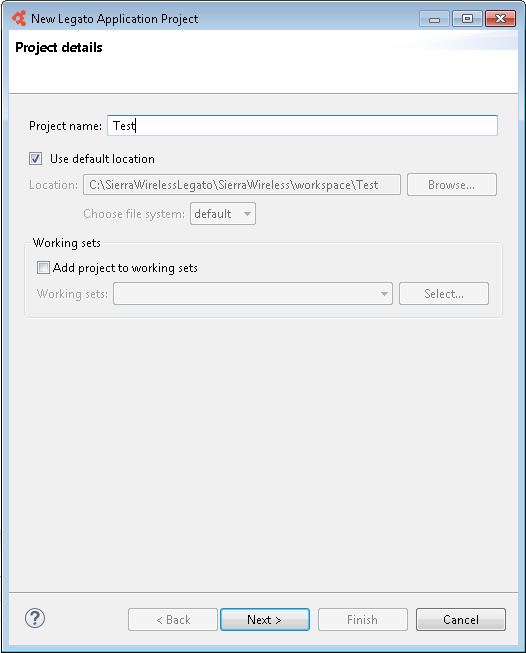 New Legato Application Project
Project details
Project name: Test
Use default location
Location: C:\SierraWirelessLegato\SierraWireless\workspace\Test Browse...
Choose file system: default
Working sets
Add project to working sets
Working sets: Select...
? < Back Next > Finish Cancel